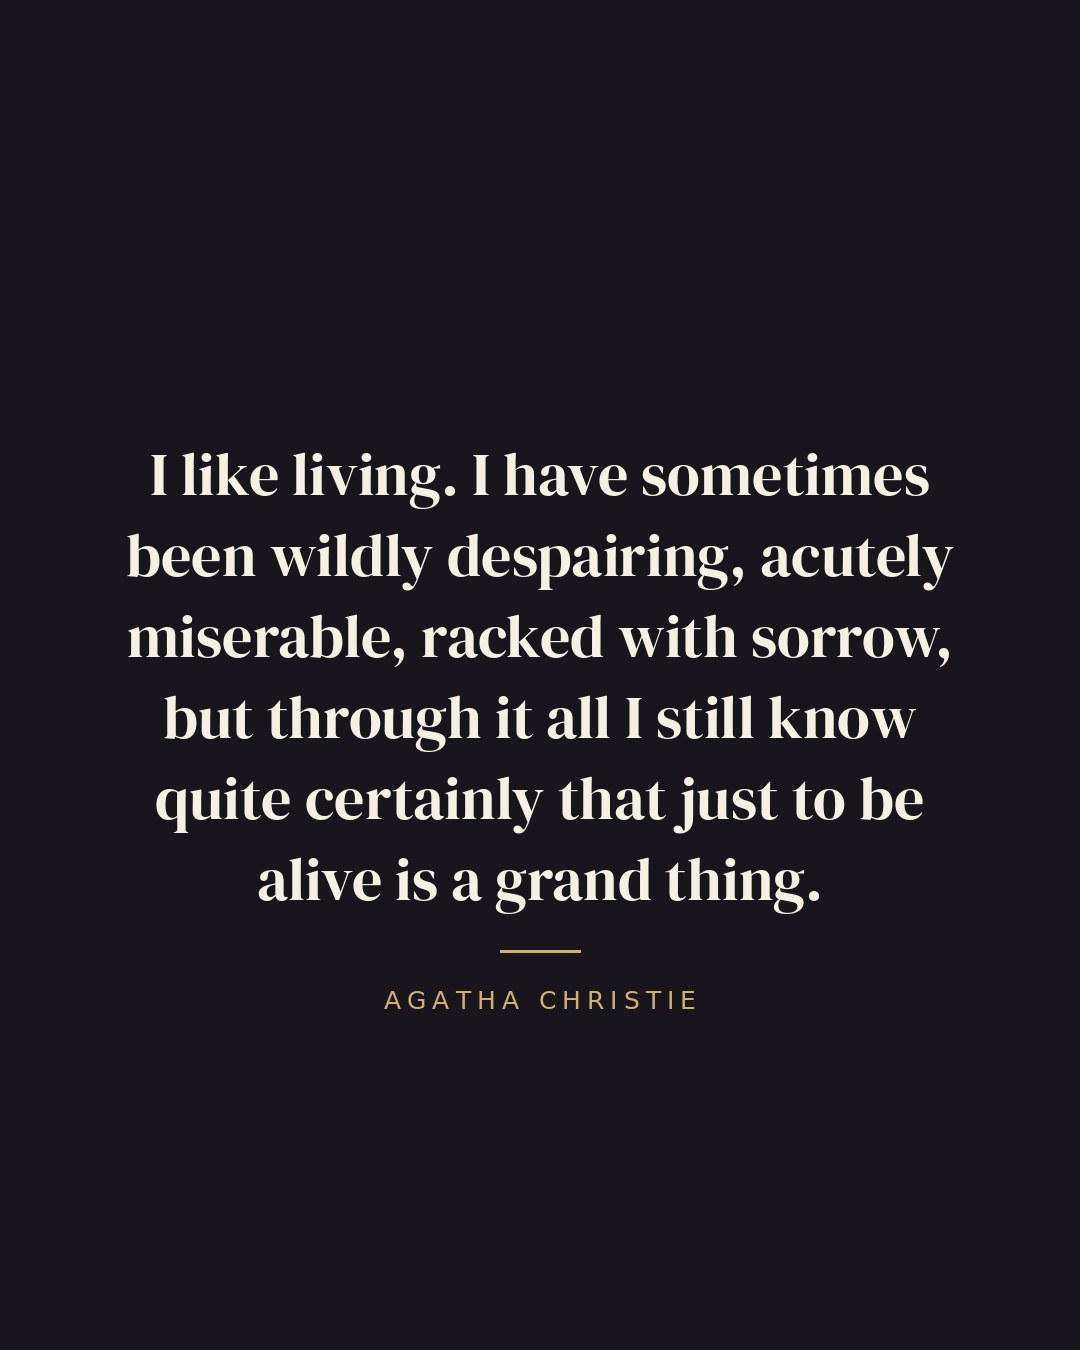 I like living. I have sometimes
been wildly despairing, acutely
miserable, racked with sorrow,
but through it all I still know
quite certainly that just to be
alive is a grand thing.
AGATHA CHRISTIE